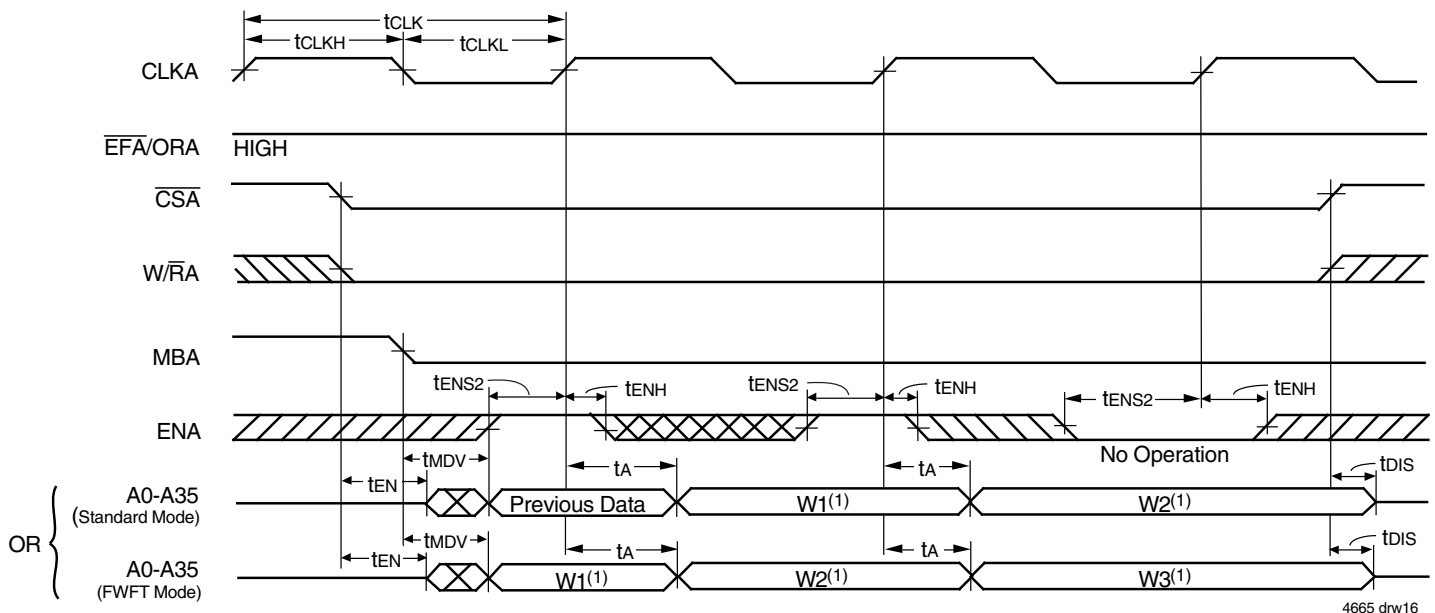 tCLK
tCLKH tCLKL
CLKA
EFA/ORA HIGH
CSA
W/RA
MBA
tENS2 tENH tENS2 tENH tENS2 tENH
ENA
No Operation
tMDV tA tA tDIS
tEN
A0-A35
(Standard Mode)
Previous Data W1(1) W2(1)
OR
tMDV tA tA tDIS
tEN
A0-A35
(FWFT Mode)
W1(1) W2(1) W3(1)
4665 drw16